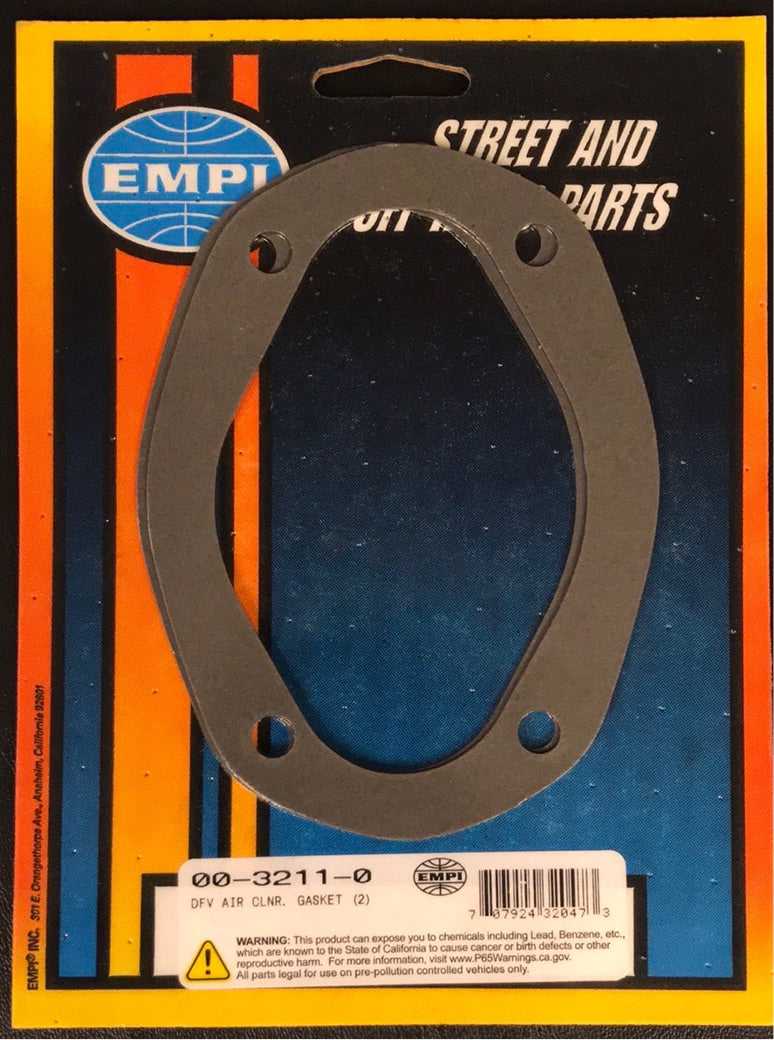 EMPI
STREET AND
PARTS
EMPI® INC. 301 E. Orangethorpe Ave., Anaheim, California 92801
00-3211-0
DFV AIR CLNR. GASKET (2)
EMPI
7 07924 32047 3
WARNING: This product can expose you to chemicals including Lead, Benzene, etc.,
which are known to the State of California to cause cancer or birth defects or other
reproductive harm. For more information, visit www.P65Warnings.ca.gov.
All parts legal for use on pre-pollution controlled vehicles only.